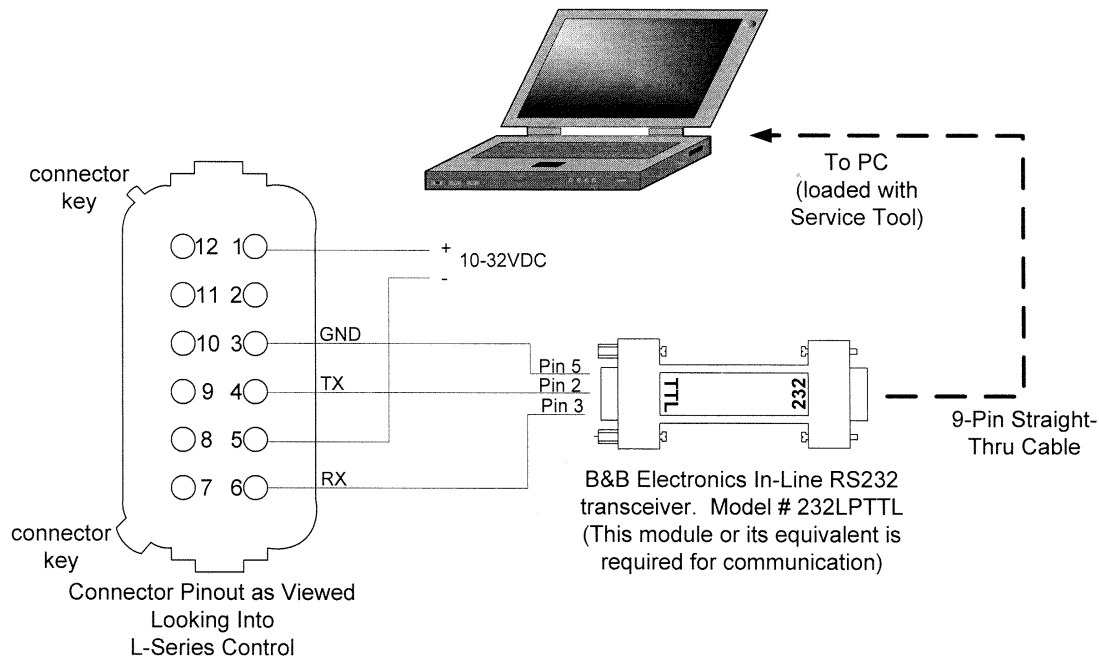 connector
key
To PC
(loaded with
Service Tool)
12 1
+
10-32VDC
-
11 2
10 3
GND
9 4
TX
8 5
7 6
RX
Pin 5
Pin 2
Pin 3
TTL
232
9-Pin Straight-
Thru Cable
B&B Electronics In-Line RS232
transceiver. Model # 232LPTTL
(This module or its equivalent is
required for communication)
connector
key
Connector Pinout as Viewed
Looking Into
L-Series Control